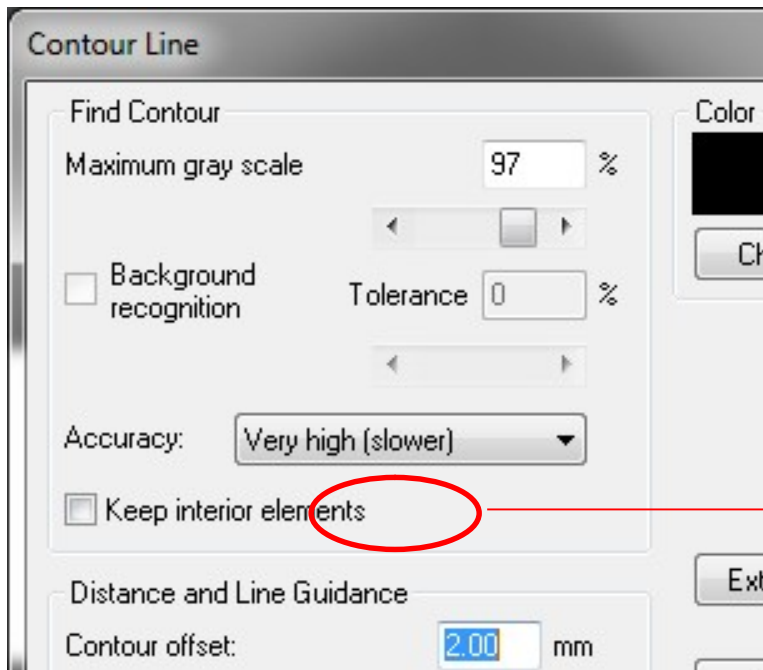 Contour Line
Find Contour
Color
Maximum gray scale 97 %
Background
recognition
Tolerance 0 %
Accuracy: Very high (slower)
Keep interior elements
Distance and Line Guidance
Contour offset: 2.00 mm